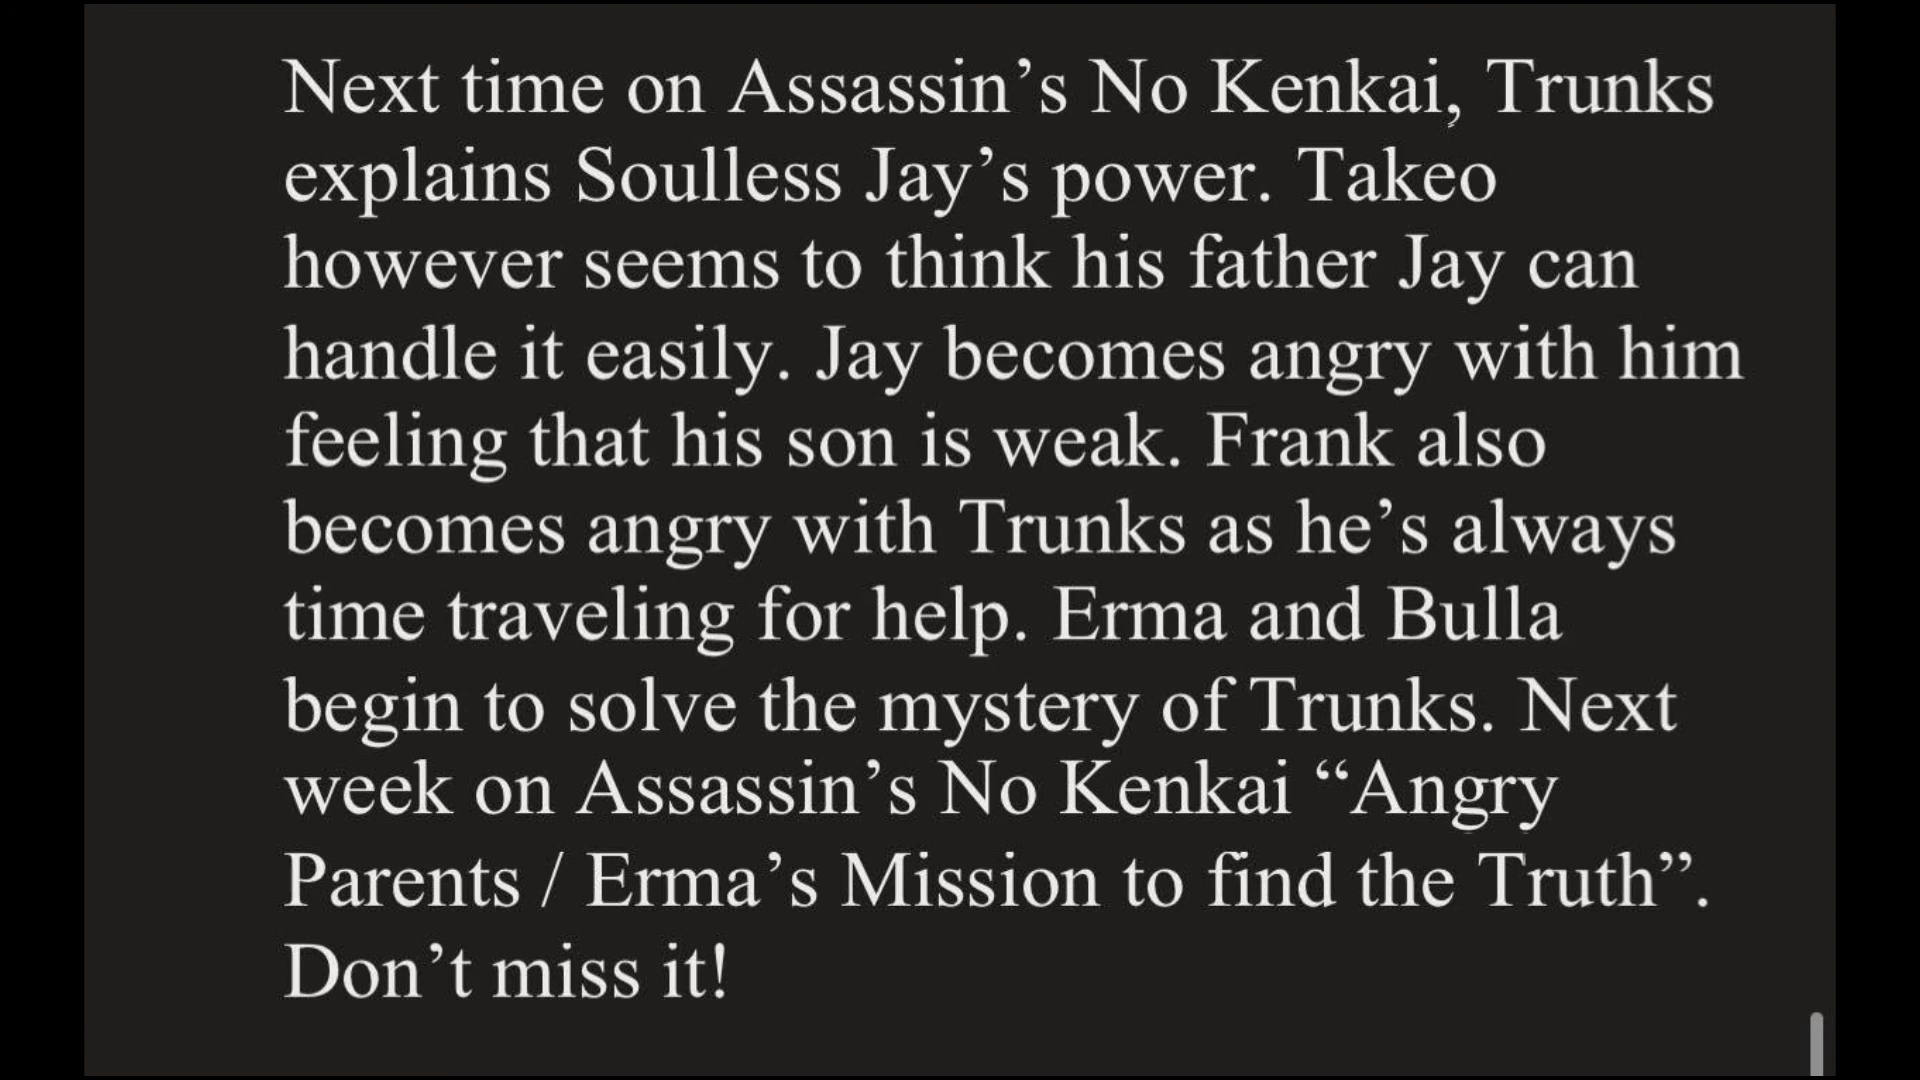 Next time on Assassin’s No Kenkai, Trunks
explains Soulless Jay’s power. Takeo
however seems to think his father Jay can
handle it easily. Jay becomes angry with him
feeling that his son is weak. Frank also
becomes angry with Trunks as he’s always
time traveling for help. Erma and Bulla
begin to solve the mystery of Trunks. Next
week on Assassin’s No Kenkai “Angry
Parents / Erma’s Mission to find the Truth”.
Don’t miss it!